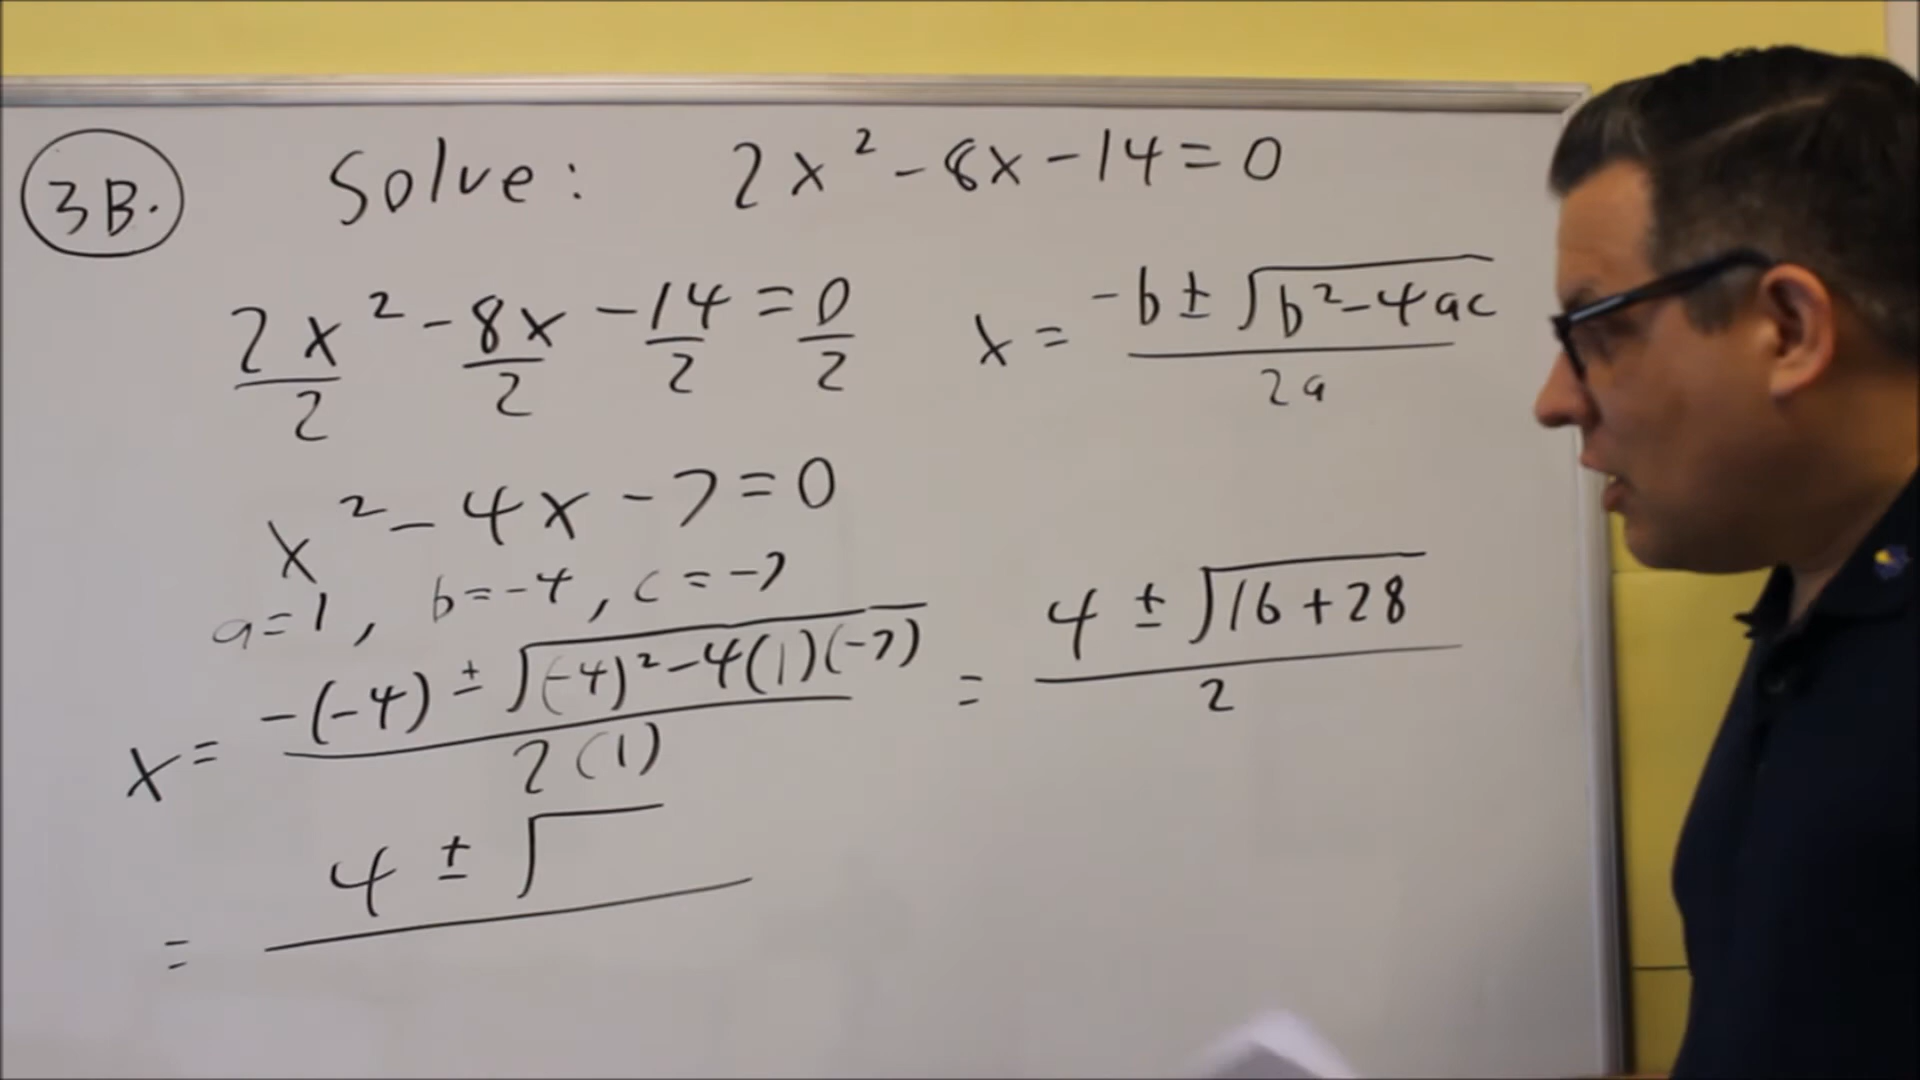 3B. Solve: 2x² - 8x - 14 = 0
2x²/2 - 8x/2 - 14/2 = 0/2
x = (-b ± √(b² - 4ac))/2a
x² - 4x - 7 = 0
a=1, b=-4, c=-7
x = (-(-4) ± √((-4)² - 4(1)(-7)))/2(1) = (4 ± √(16+28))/2
= 4 ± √